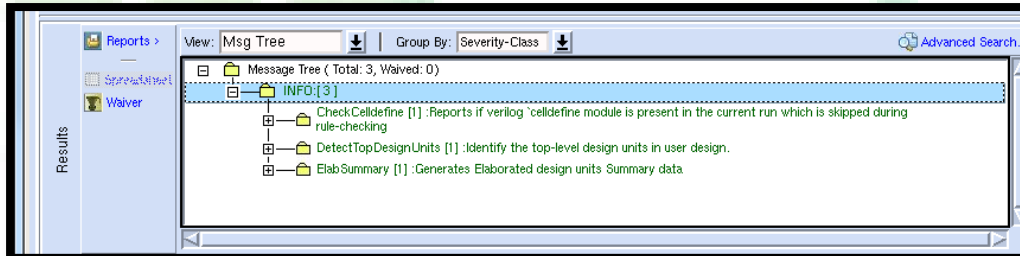 Reports >
View: Msg Tree | Group By: Severity-Class
Advanced Search.
Spreadsheet
Waiver
Results
Message Tree ( Total: 3, Waived: 0)
INFO:[ 3 ]
CheckCelldefine [1] :Reports if verilog `celldefine module is present in the current run which is skipped during
rule-checking
DetectTopDesignUnits [1] :Identify the top-level design units in user design.
ElabSummary [1] :Generates Elaborated design units Summary data